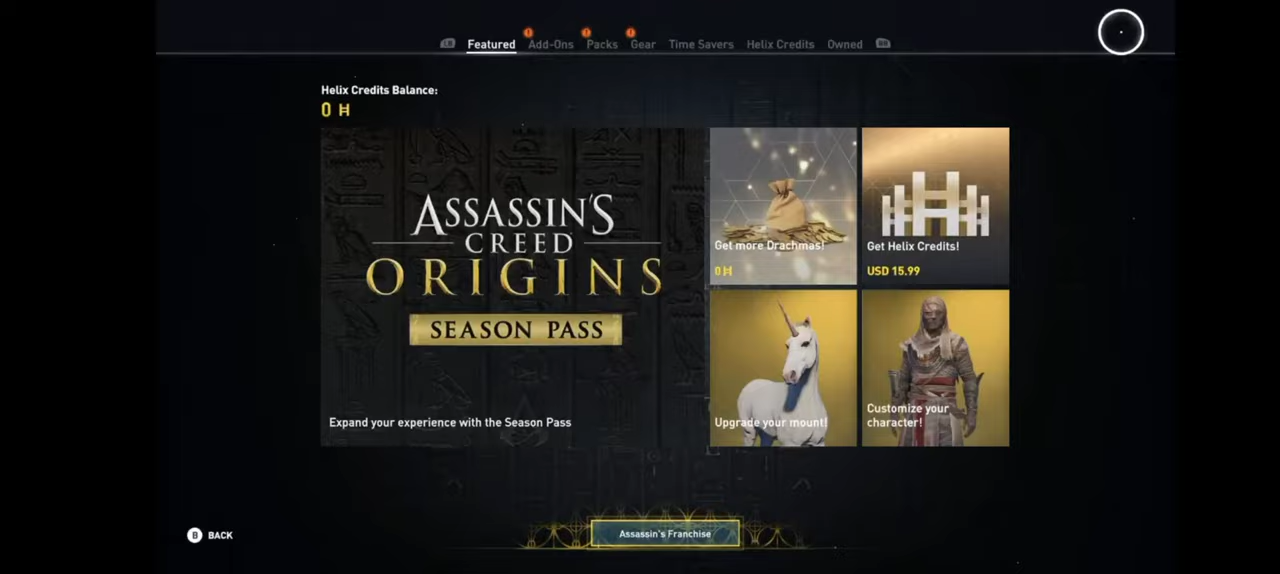 LB Featured Add-Ons Packs Gear Time Savers Helix Credits Owned RB
Helix Credits Balance:
0
ASSASSIN'S
CREED
ORIGINS
SEASON PASS
Expand your experience with the Season Pass
Get more Drachmas!
0
Get Helix Credits!
USD 15.99
Upgrade your mount!
Customize your
character!
B BACK
Assassin's Franchise